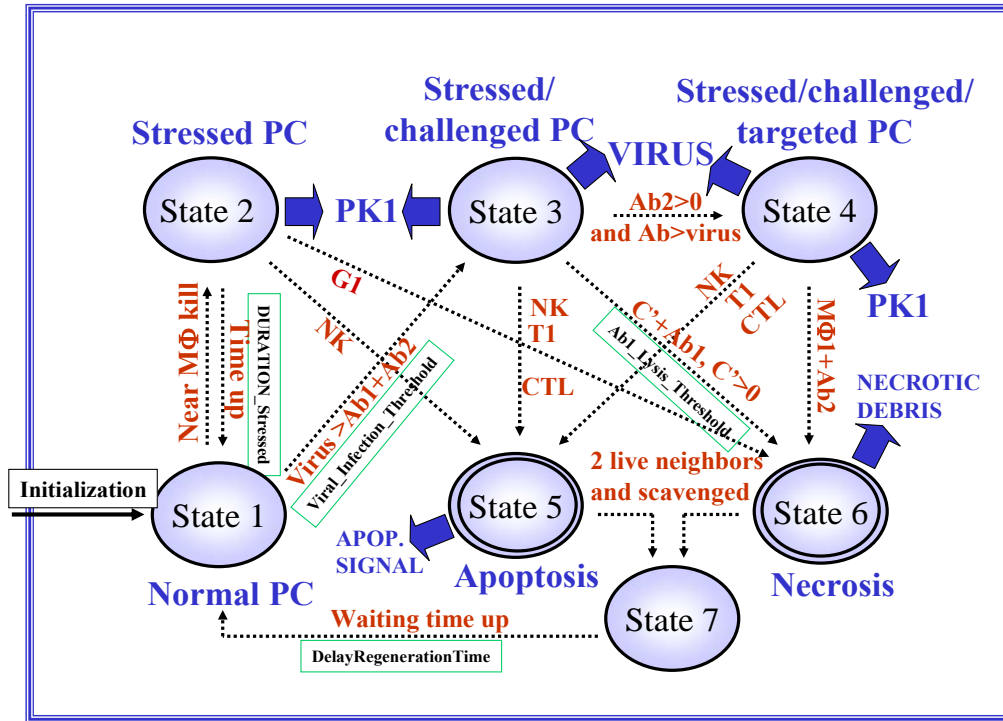 Stressed PC
Stressed/
challenged PC
Stressed/challenged/
targeted PC
VIRUS
State 2
PK1
State 3
Ab2>0
and Ab>virus
State 4
PK1
G1
NK
Near MΦ kill
Time up
DURATION_Stressed
Virus >Ab1+Ab2
Viral_Infection_Threshold
NK
T1
CTL
C'+Ab1, C'>0
Ab1_Lysis_Threshold
NK
T1
CTL
MΦ1+Ab2
NECROTIC
DEBRIS
Initialization
State 1
Normal PC
2 live neighbors
and scavenged
State 5
APOP.
SIGNAL
Apoptosis
State 6
Necrosis
State 7
Waiting time up
DelayRegenerationTime